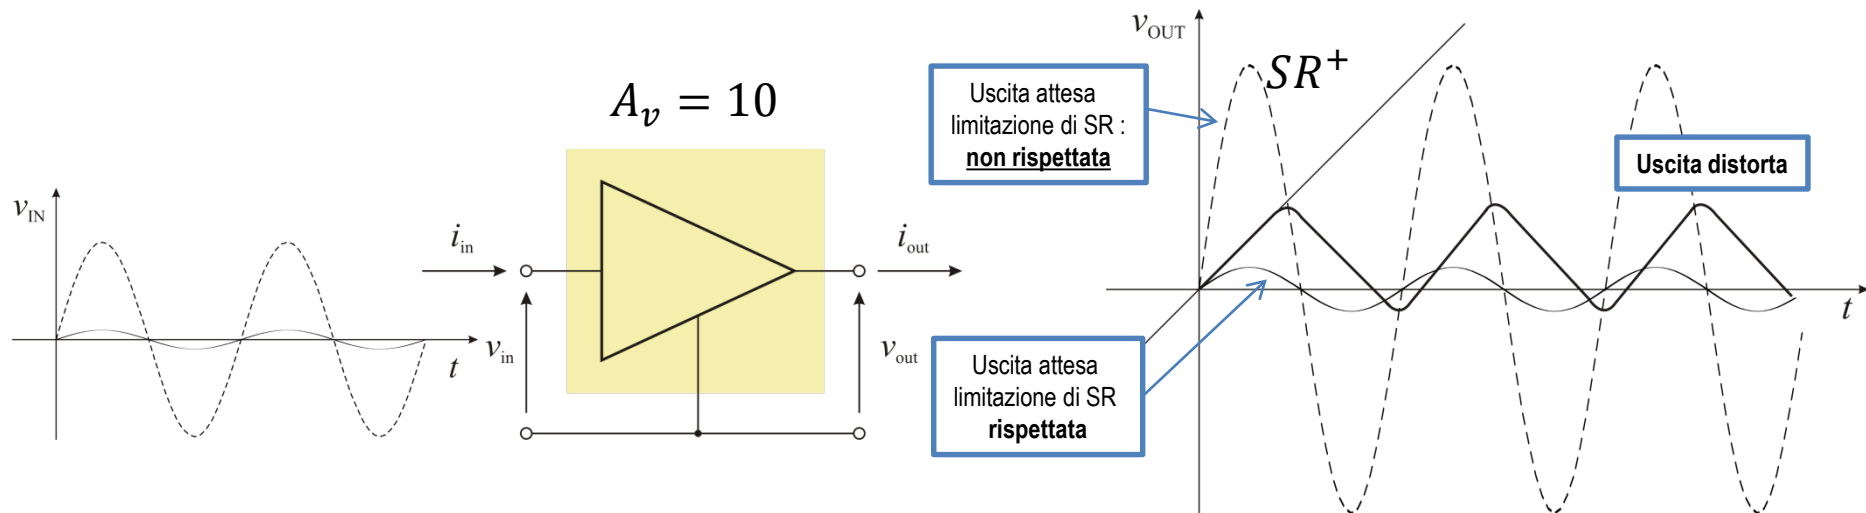 v_IN
t
A_v = 10
i_in
v_in
i_out
v_out
Uscita attesa
limitazione di SR :
non rispettata
Uscita attesa
limitazione di SR
rispettata
v_OUT
SR⁺
Uscita distorta
t